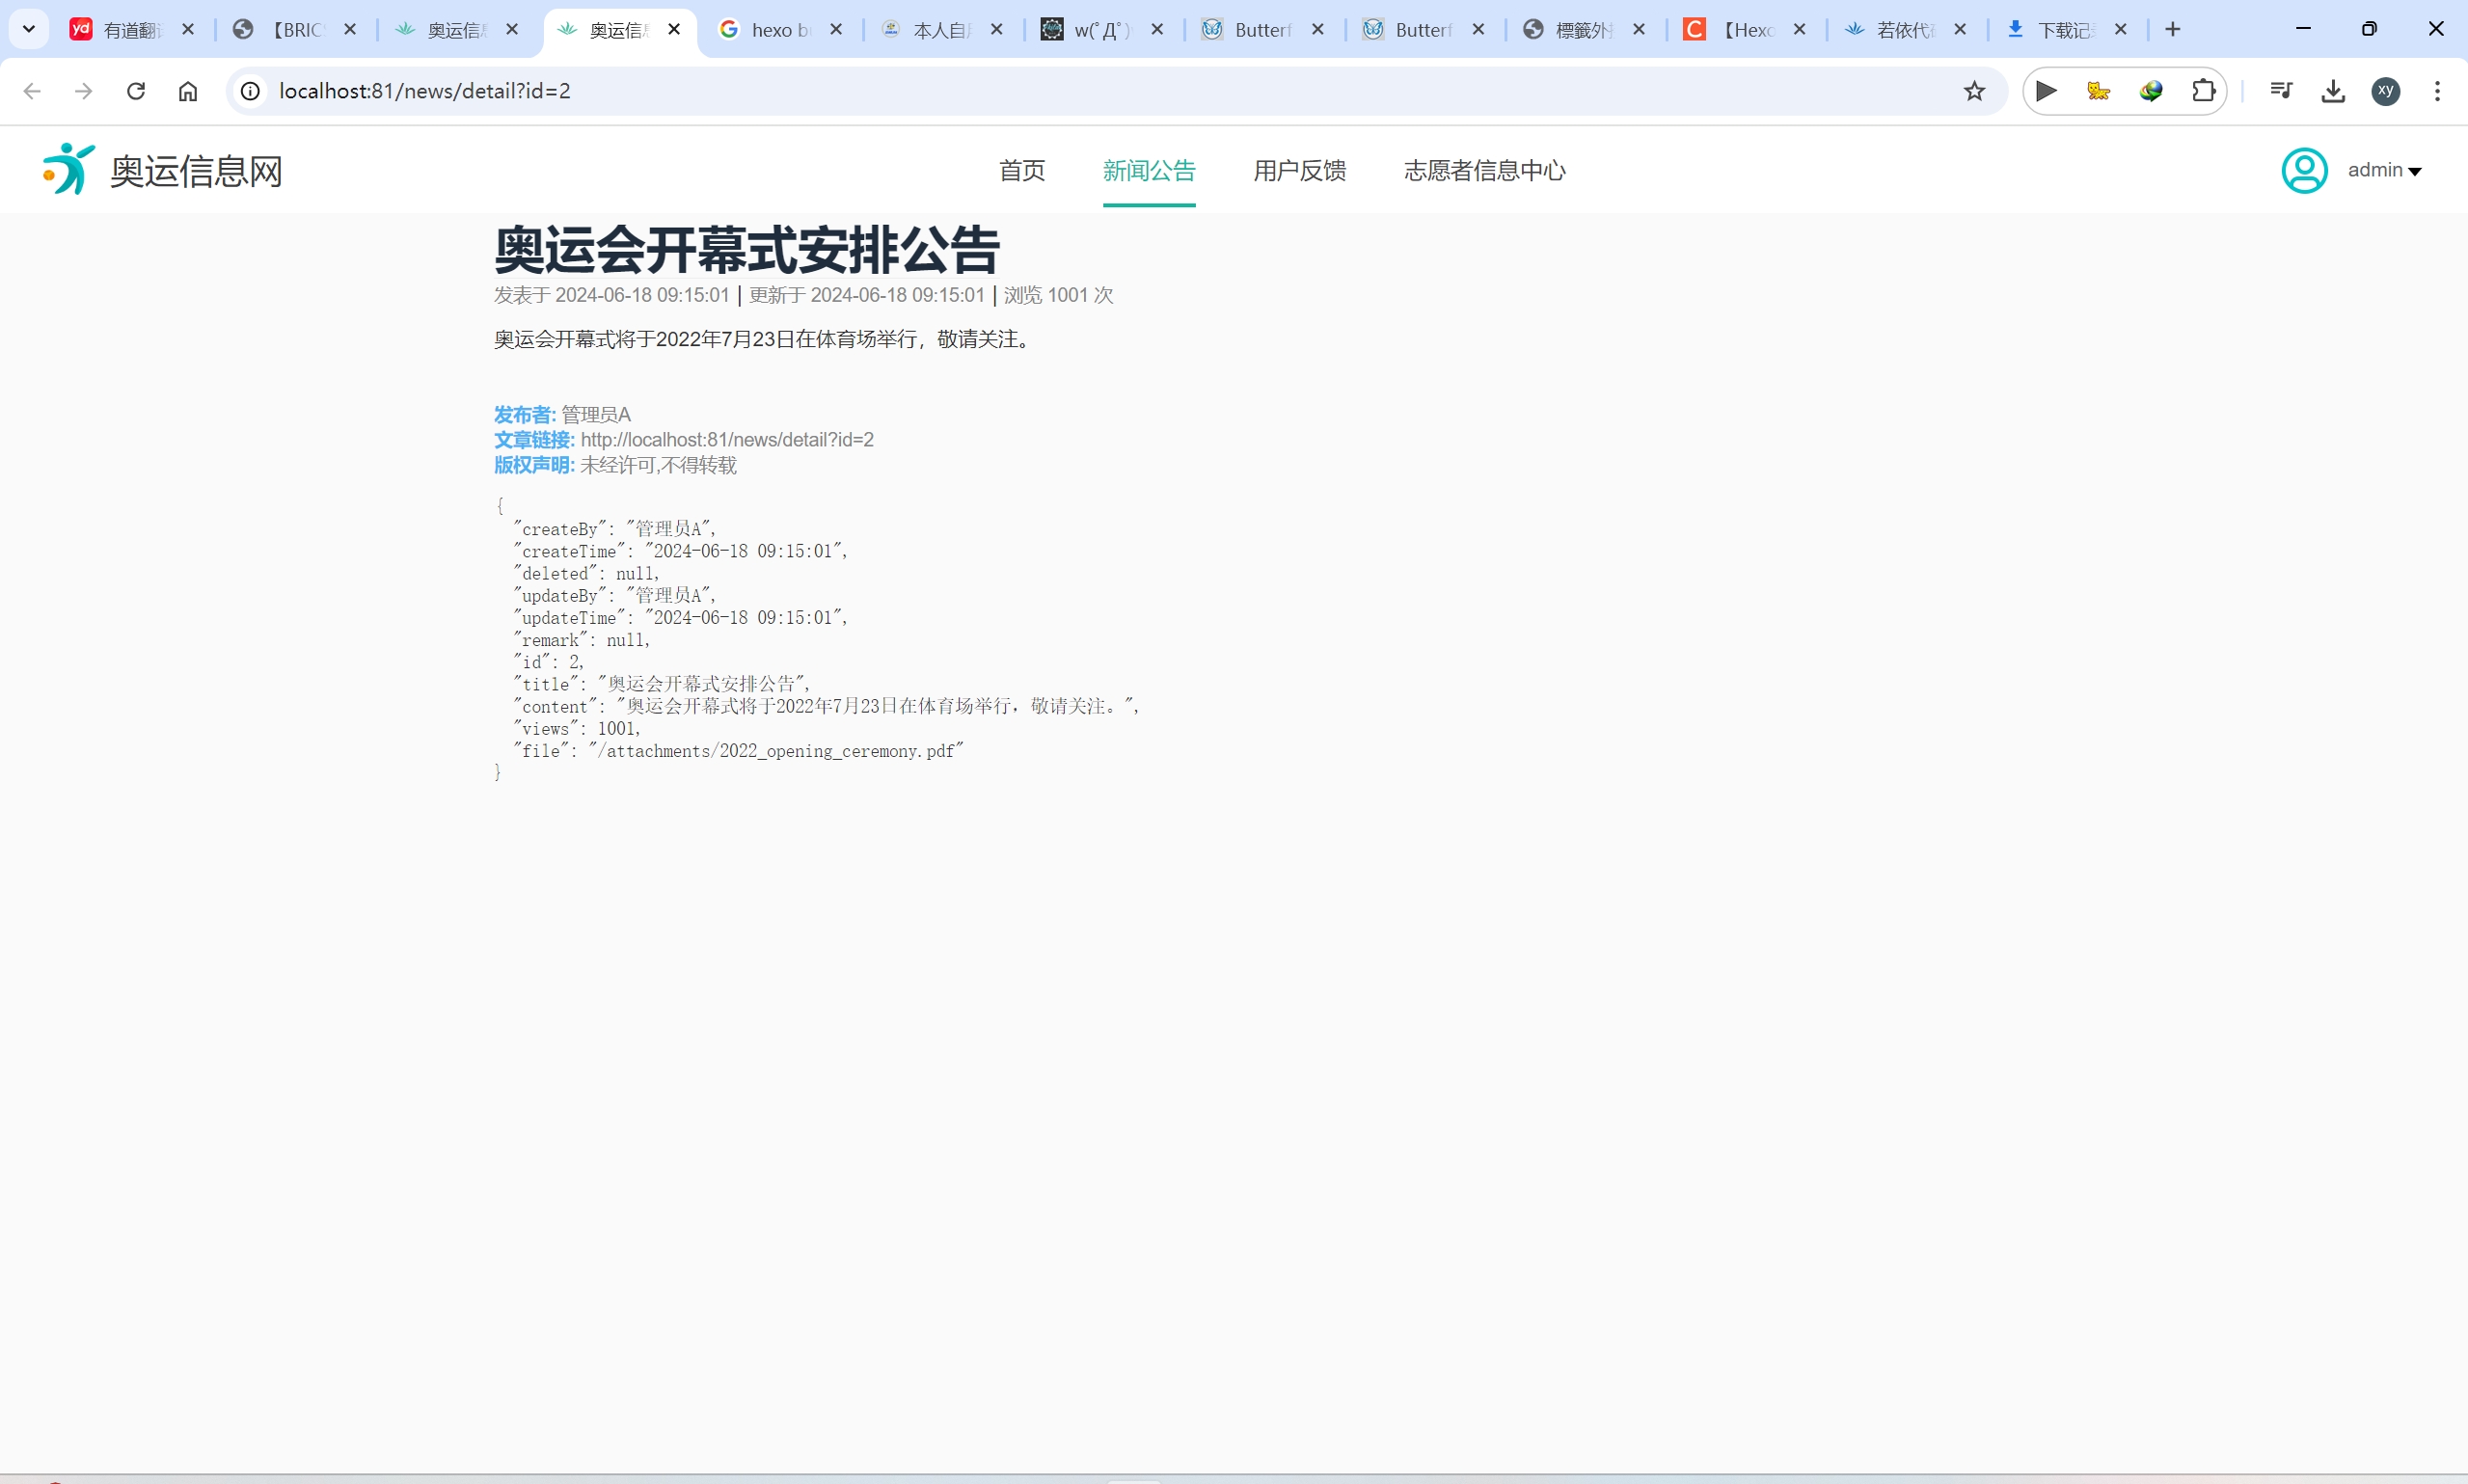 有道翻 【BRIC 奥运信 奥运信 hexo b 本人自 w(ﾟДﾟ) Butterf Butterf 標籤外 【Hexo 若依代 下载记
localhost:81/news/detail?id=2 xy
奥运信息网 首页 新闻公告 用户反馈 志愿者信息中心 admin
奥运会开幕式安排公告
发表于 2024-06-18 09:15:01 | 更新于 2024-06-18 09:15:01 | 浏览 1001 次
奥运会开幕式将于2022年7月23日在体育场举行，敬请关注。
发布者: 管理员A
文章链接: http://localhost:81/news/detail?id=2
版权声明: 未经许可,不得转载
{
"createBy": "管理员A",
"createTime": "2024-06-18 09:15:01",
"deleted": null,
"updateBy": "管理员A",
"updateTime": "2024-06-18 09:15:01",
"remark": null,
"id": 2,
"title": "奥运会开幕式安排公告",
"content": "奥运会开幕式将于2022年7月23日在体育场举行，敬请关注。",
"views": 1001,
"file": "/attachments/2022_opening_ceremony.pdf"
}